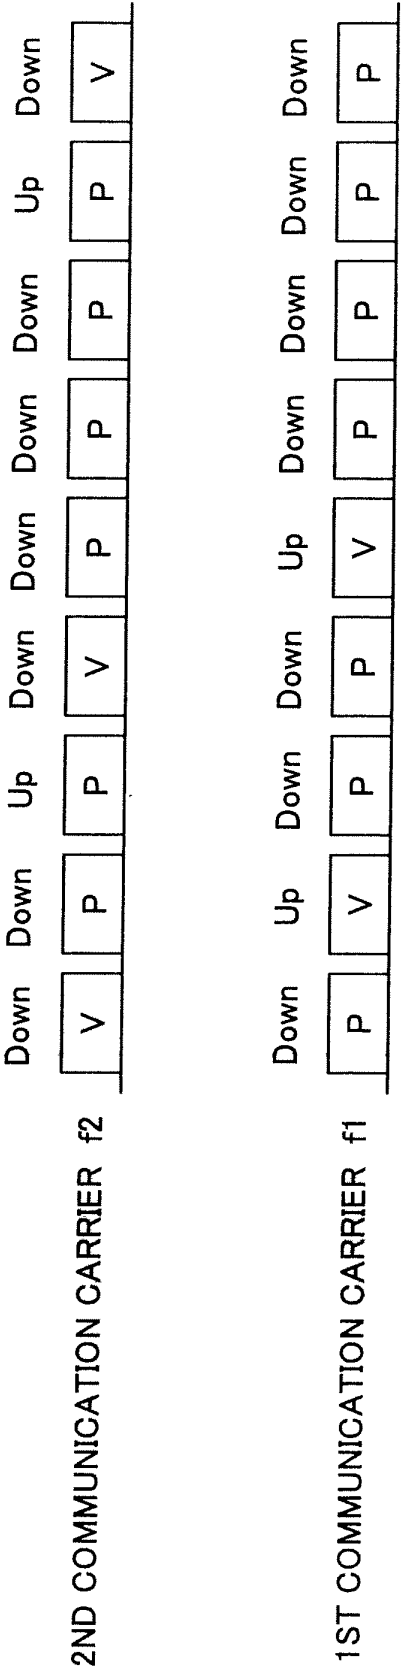 Down Down Up Down Down Down Down Up Down
2ND COMMUNICATION CARRIER f2 V P P V P P P P V
Down Up Down Down Up Down Down Down Down
1ST COMMUNICATION CARRIER f1 P V P P V P P P P